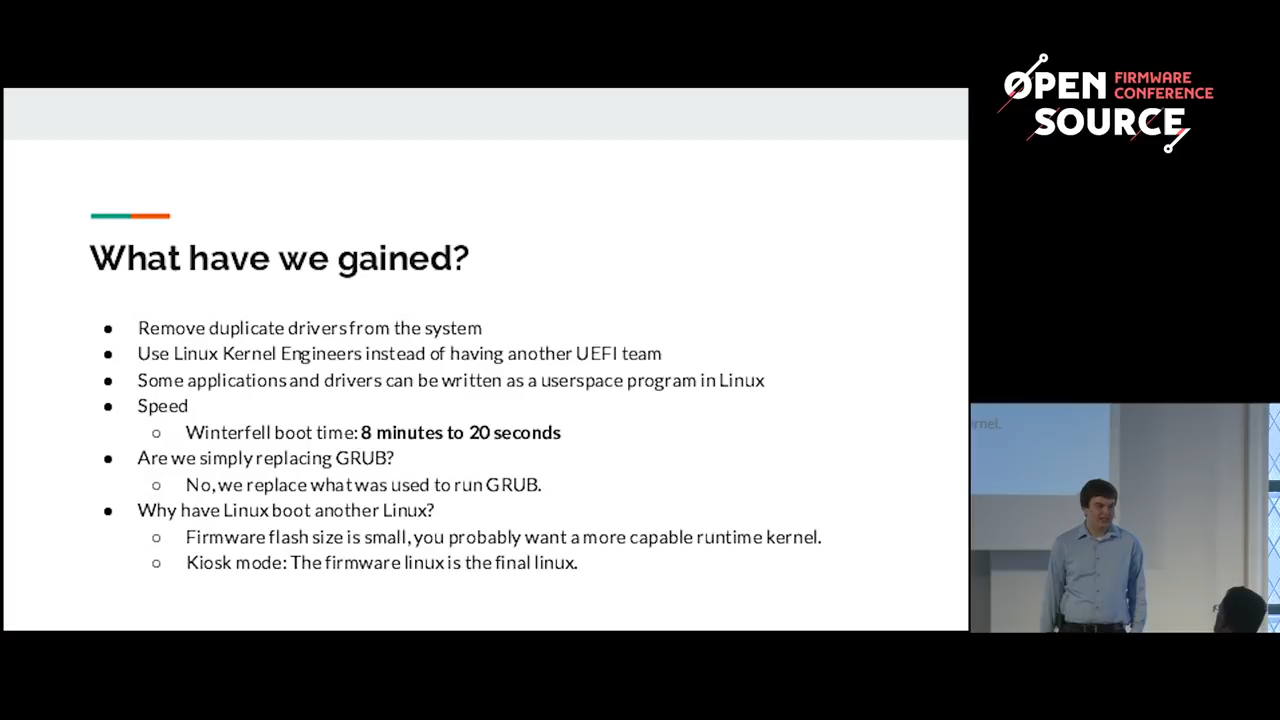 OPEN FIRMWARE CONFERENCE
SOURCE
What have we gained?
● Remove duplicate drivers from the system
● Use Linux Kernel Engineers instead of having another UEFI team
● Some applications and drivers can be written as a userspace program in Linux
● Speed
○ Winterfell boot time: 8 minutes to 20 seconds
● Are we simply replacing GRUB?
○ No, we replace what was used to run GRUB.
● Why have Linux boot another Linux?
○ Firmware flash size is small, you probably want a more capable runtime kernel.
○ Kiosk mode: The firmware linux is the final linux.
rnel.